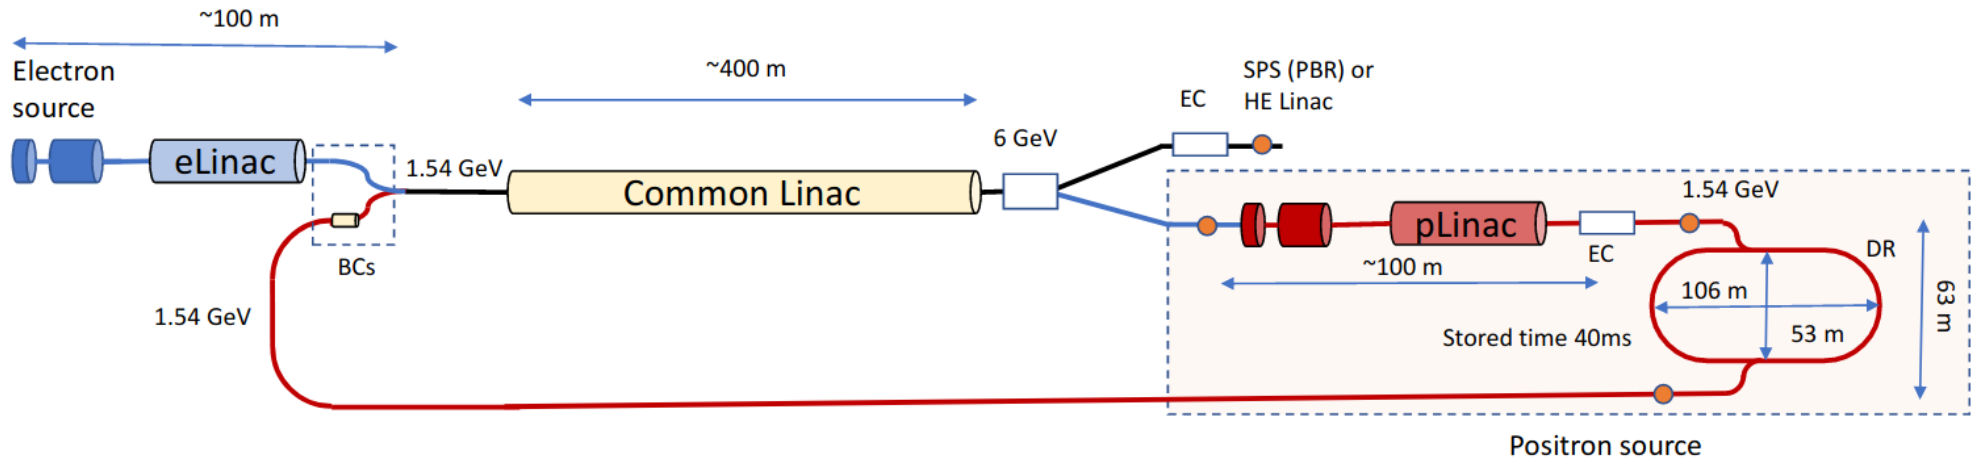 ~100 m
Electron
source
eLinac
BCs
1.54 GeV
1.54 GeV
~400 m
Common Linac
6 GeV
EC
SPS (PBR) or
HE Linac
pLinac
~100 m
EC
1.54 GeV
DR
106 m
53 m
63 m
Stored time 40ms
Positron source